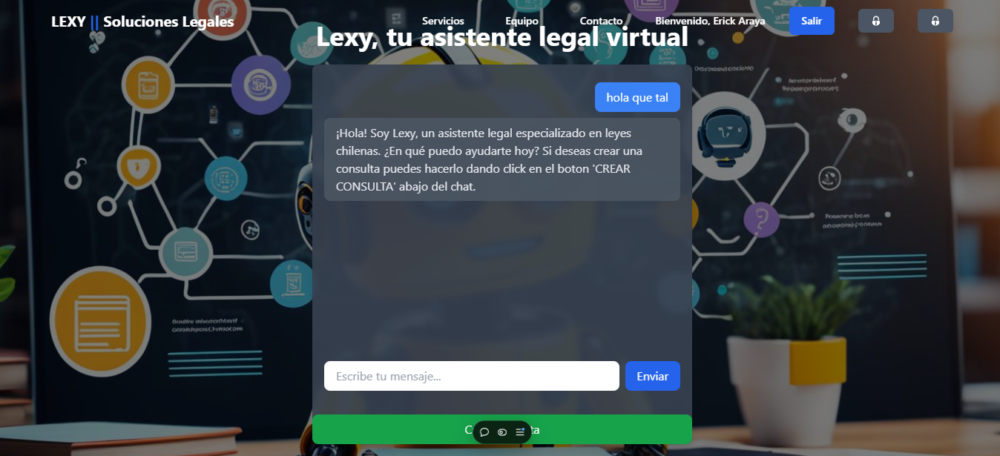 LEXY || Soluciones Legales
Servicios
Equipo
Contacto
Bienvenido, Erick Araya
Salir
Lexy, tu asistente legal virtual
hola que tal
¡Hola! Soy Lexy, un asistente legal especializado en leyes
chilenas. ¿En qué puedo ayudarte hoy? Si deseas crear una
consulta puedes hacerlo dando click en el boton 'CREAR
CONSULTA' abajo del chat.
Escribe tu mensaje...
Enviar